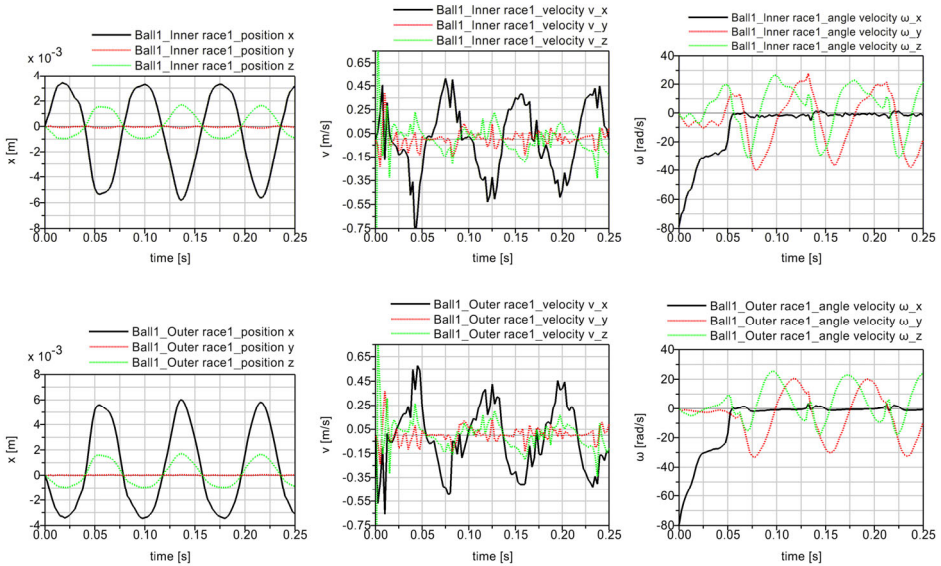 Ball1_Inner race1_position x
Ball1_Inner race1_position y
Ball1_Inner race1_position z
x 10⁻³
4
2
0
-2
-4
-6
-8
x [m]
0.00 0.05 0.10 0.15 0.20 0.25
time [s]
Ball1_Inner race1_velocity v_x
Ball1_Inner race1_velocity v_y
Ball1_Inner race1_velocity v_z
0.65
0.45
0.25
0.05
-0.15
-0.35
-0.55
-0.75
v [m/s]
0.00 0.05 0.10 0.15 0.20 0.25
time [s]
Ball1_Inner race1_angle velocity ω_x
Ball1_Inner race1_angle velocity ω_y
Ball1_Inner race1_angle velocity ω_z
40
20
0
-20
-40
-60
-80
ω [rad/s]
0.00 0.05 0.10 0.15 0.20 0.25
time [s]
Ball1_Outer race1_position x
Ball1_Outer race1_position y
Ball1_Outer race1_position z
x 10⁻³
8
6
4
2
0
-2
-4
x [m]
0.00 0.05 0.10 0.15 0.20 0.25
time [s]
Ball1_Outer race1_velocity v_x
Ball1_Outer race1_velocity v_y
Ball1_Outer race1_velocity v_z
0.65
0.45
0.25
0.05
-0.15
-0.35
-0.55
-0.75
v [m/s]
0.00 0.05 0.10 0.15 0.20 0.25
time [s]
Ball1_Outer race1_angle velocity ω_x
Ball1_Outer race1_angle velocity ω_y
Ball1_Outer race1_angle velocity ω_z
40
20
0
-20
-40
-60
-80
ω [rad/s]
0.00 0.05 0.10 0.15 0.20 0.25
time [s]